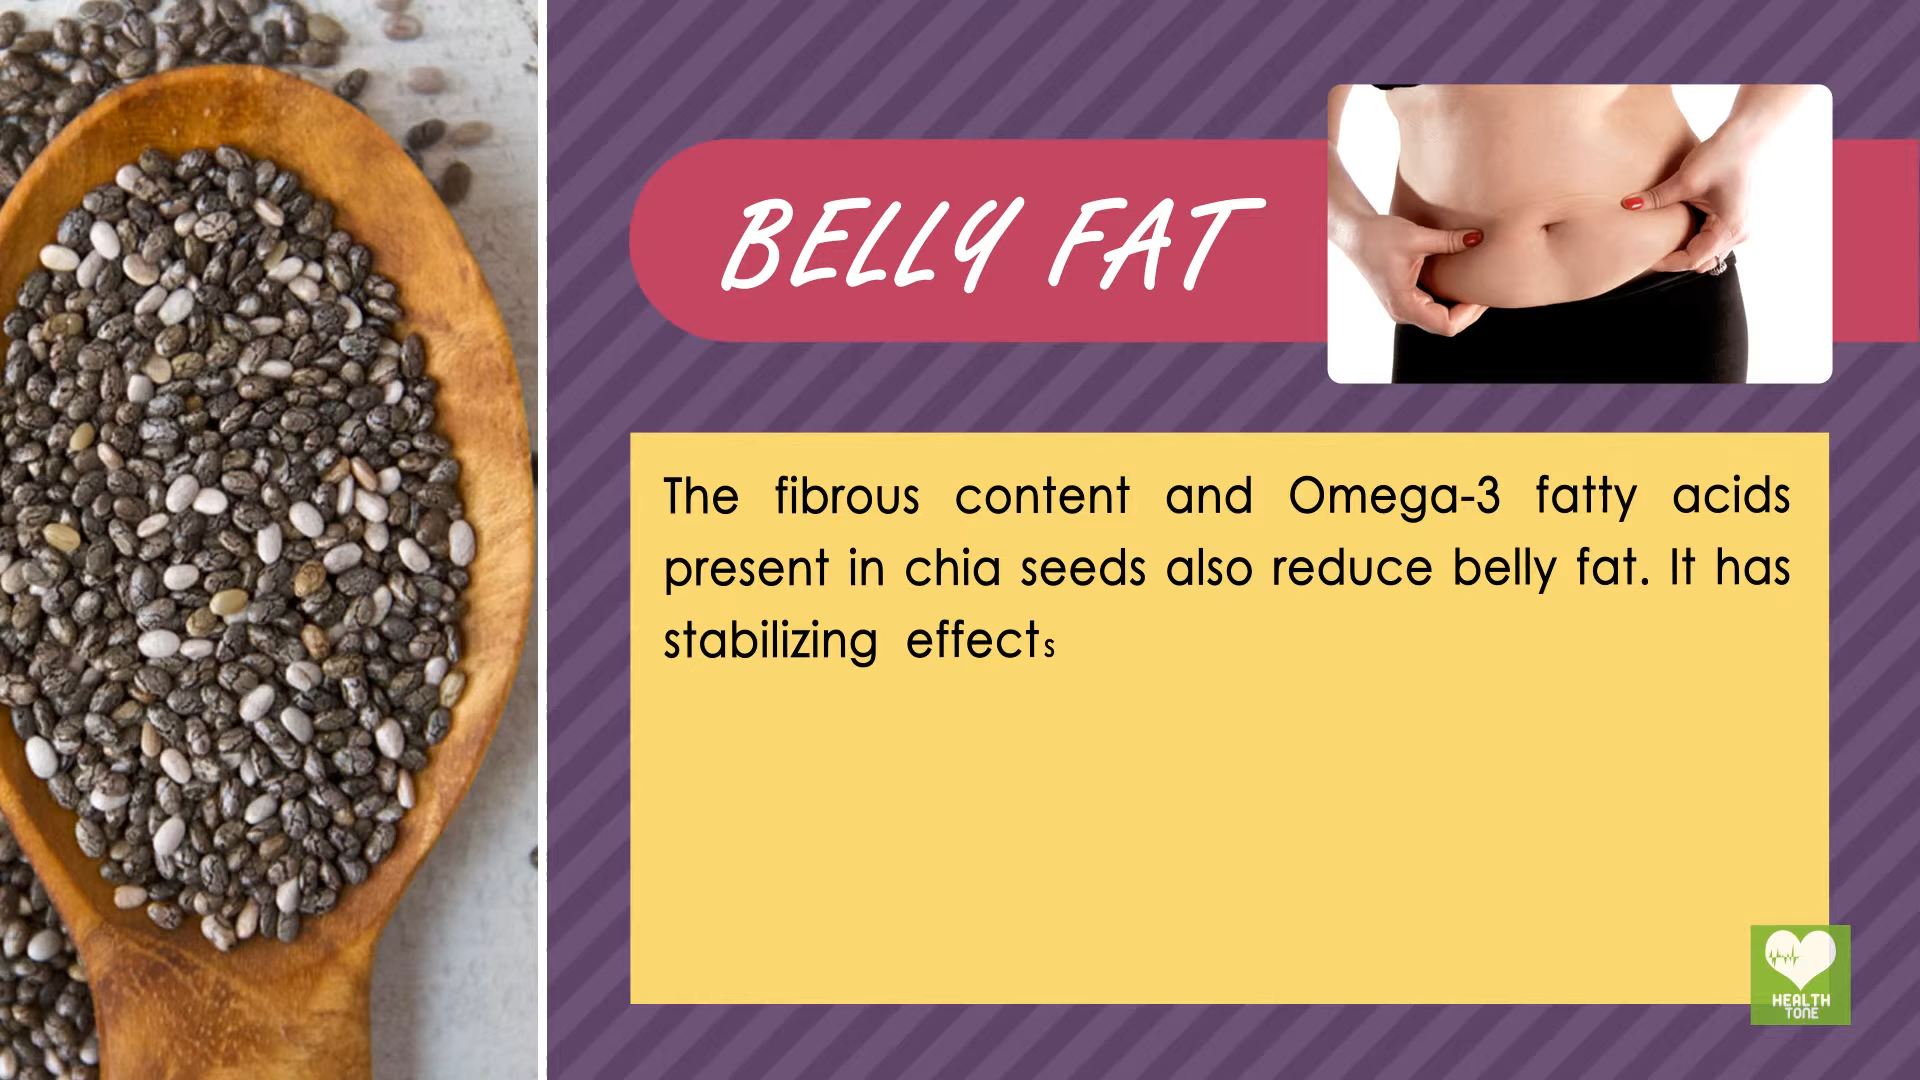 BELLY FAT
The fibrous content and Omega-3 fatty acids
present in chia seeds also reduce belly fat. It has
stabilizing effects
HEALTH
TONE